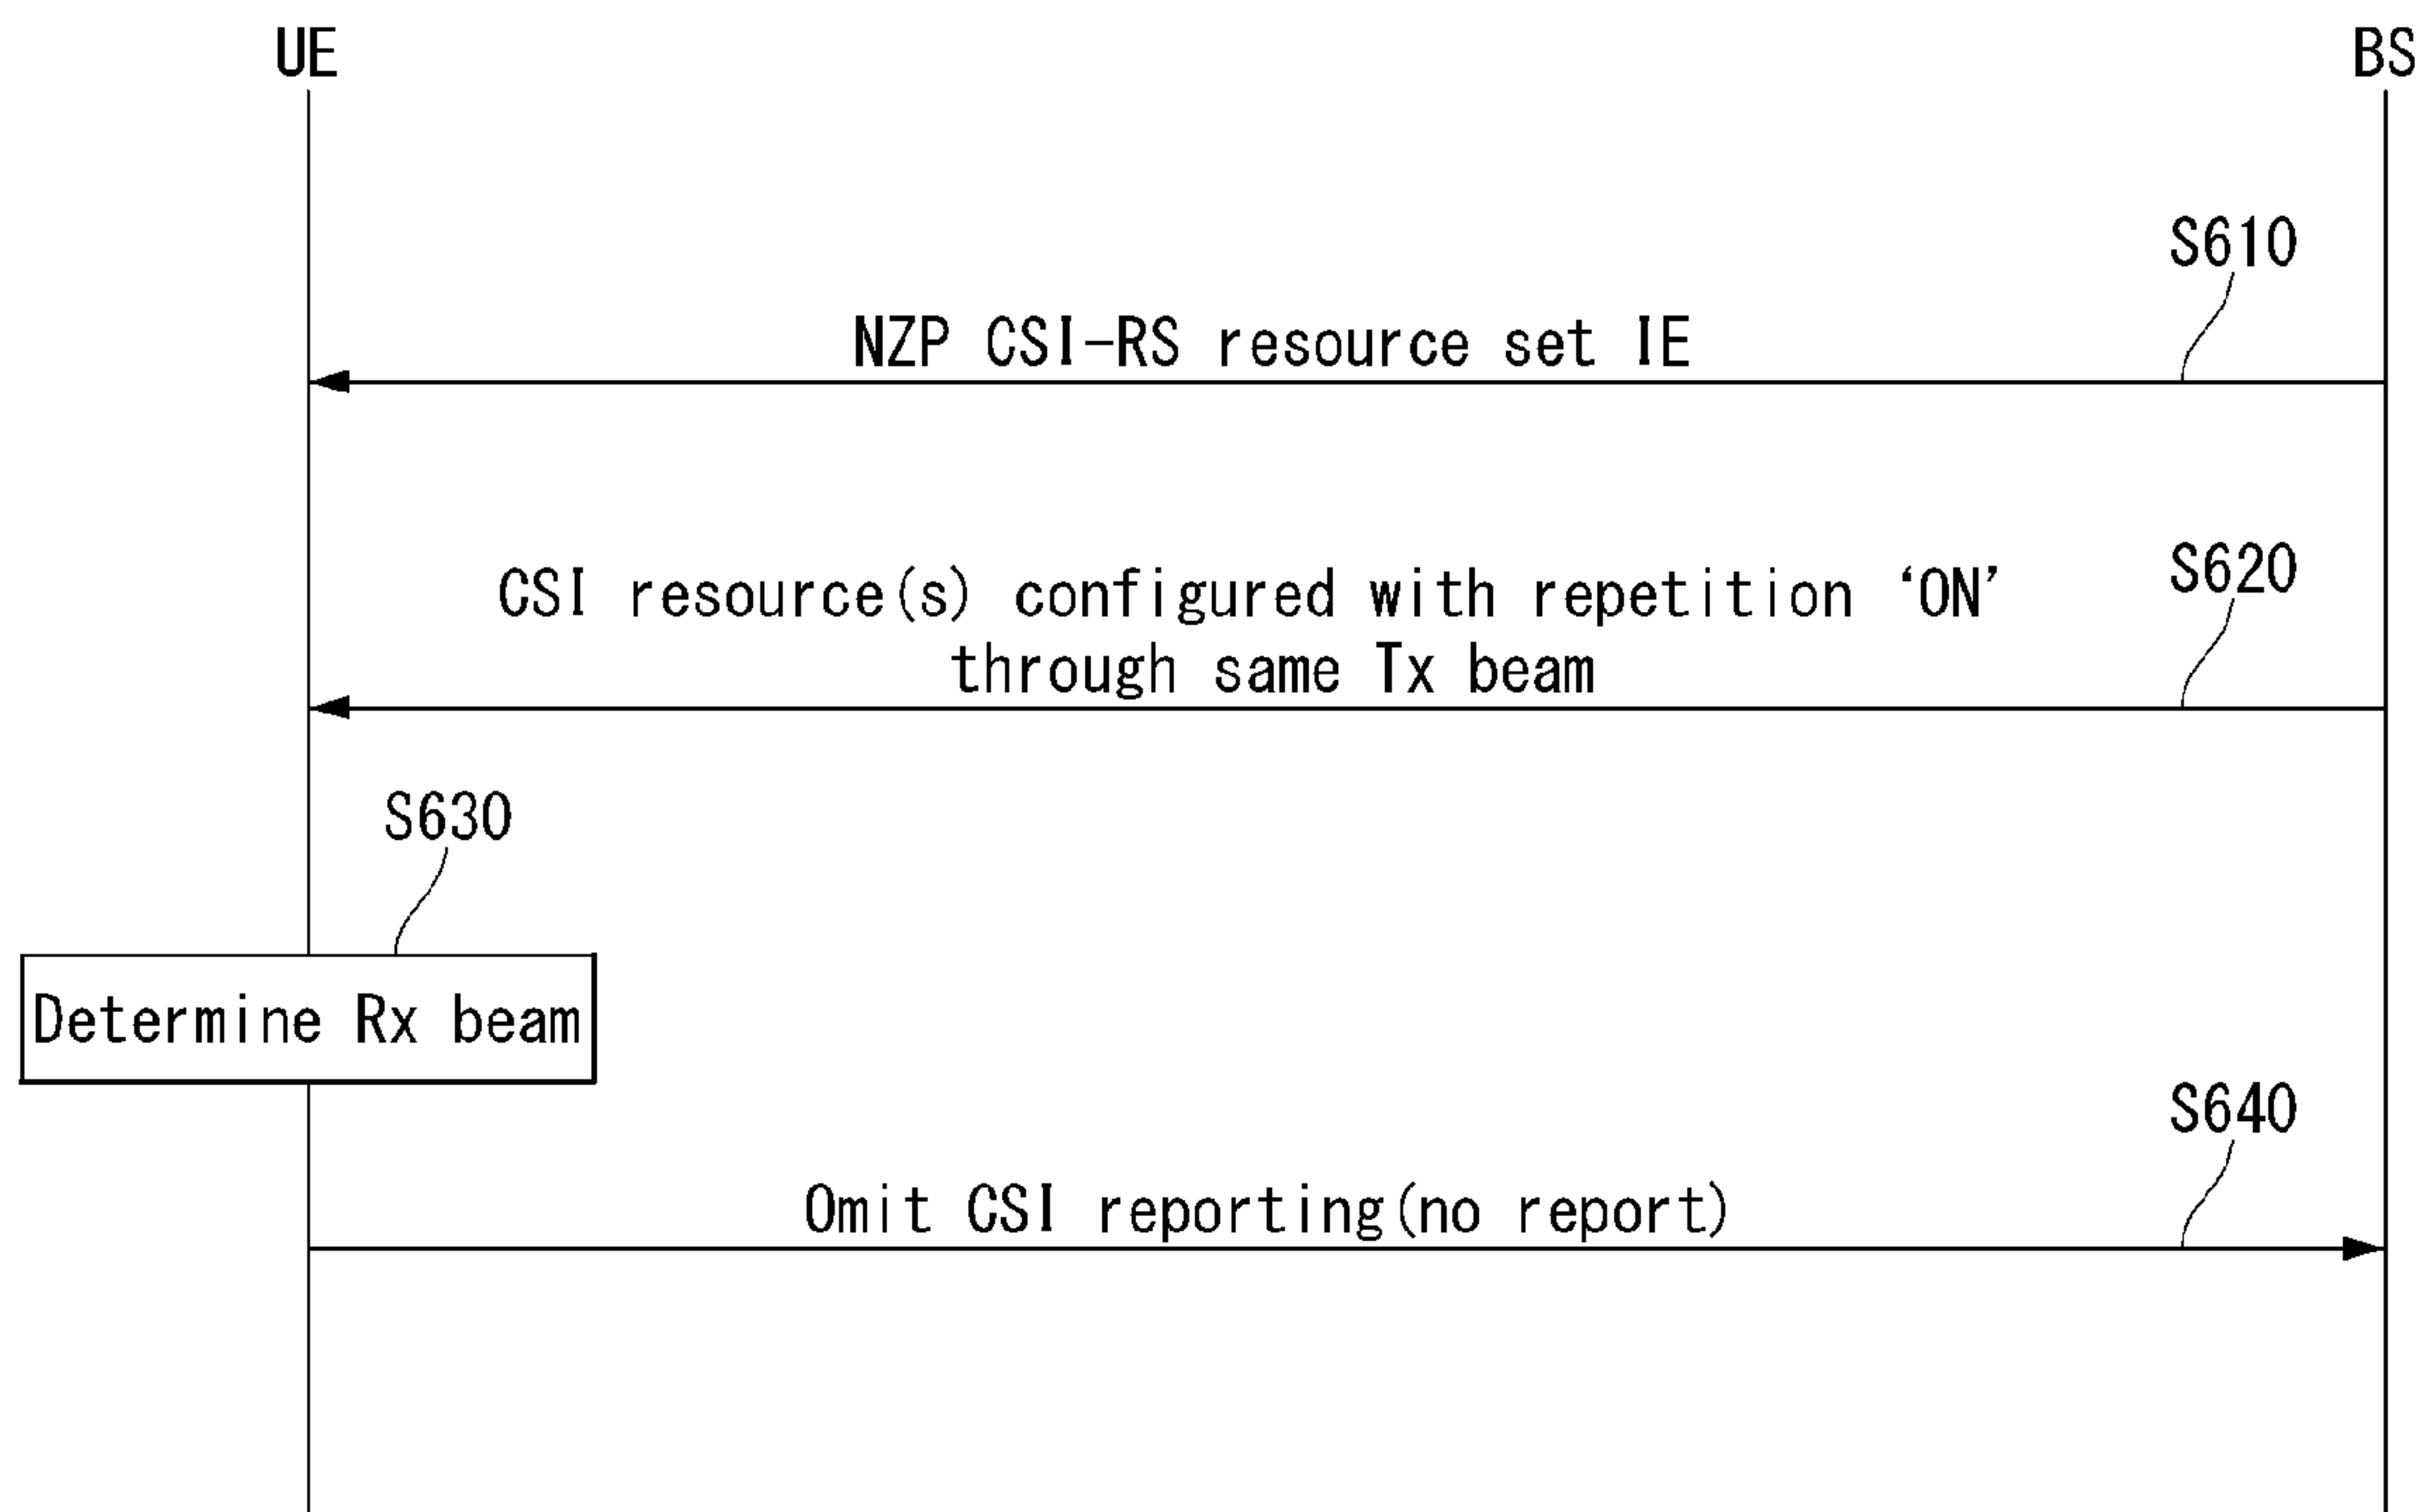 UE
BS
S610
NZP CSI-RS resource set IE
S620
CSI resource(s) configured with repetition ‘ON’
through same Tx beam
S630
Determine Rx beam
S640
Omit CSI reporting(no report)